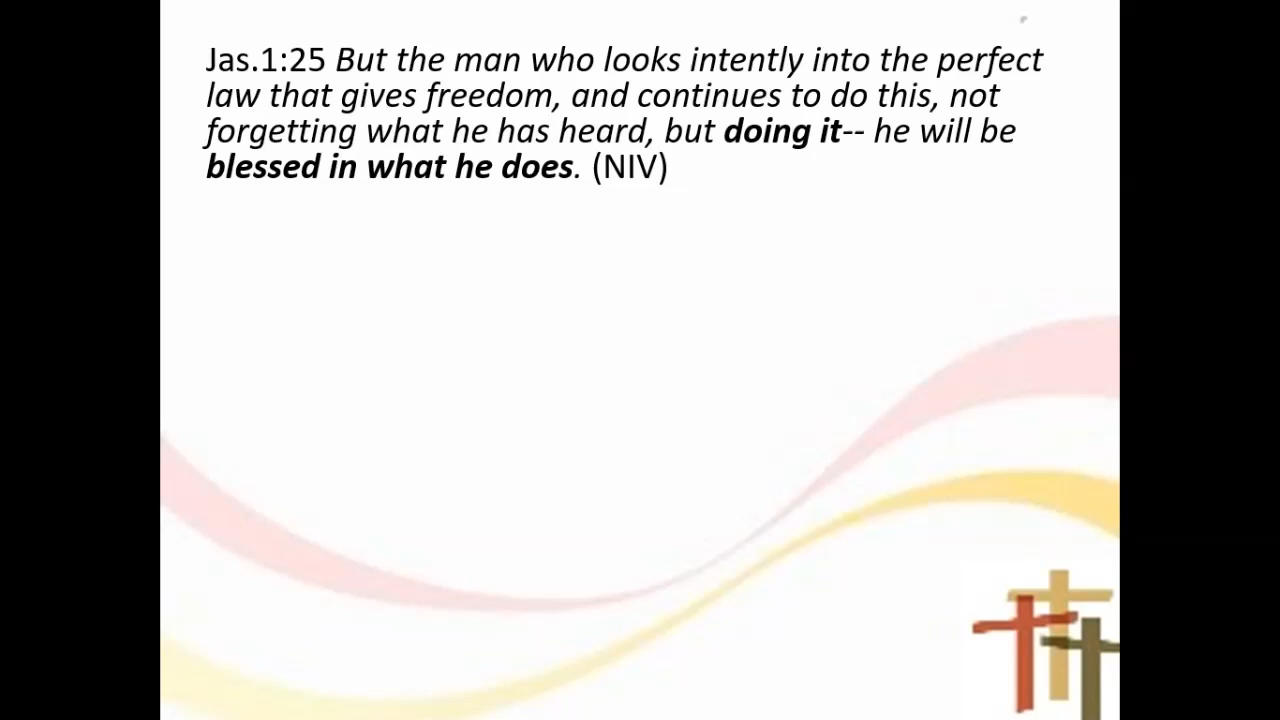 Jas.1:25 But the man who looks intently into the perfect
law that gives freedom, and continues to do this, not
forgetting what he has heard, but doing it-- he will be
blessed in what he does. (NIV)